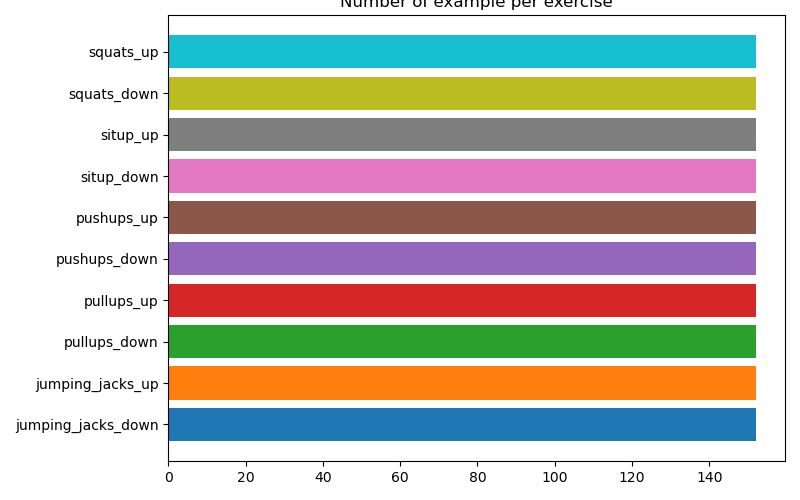 Number of example per exercise
squats_up
squats_down
situp_up
situp_down
pushups_up
pushups_down
pullups_up
pullups_down
jumping_jacks_up
jumping_jacks_down
0 20 40 60 80 100 120 140